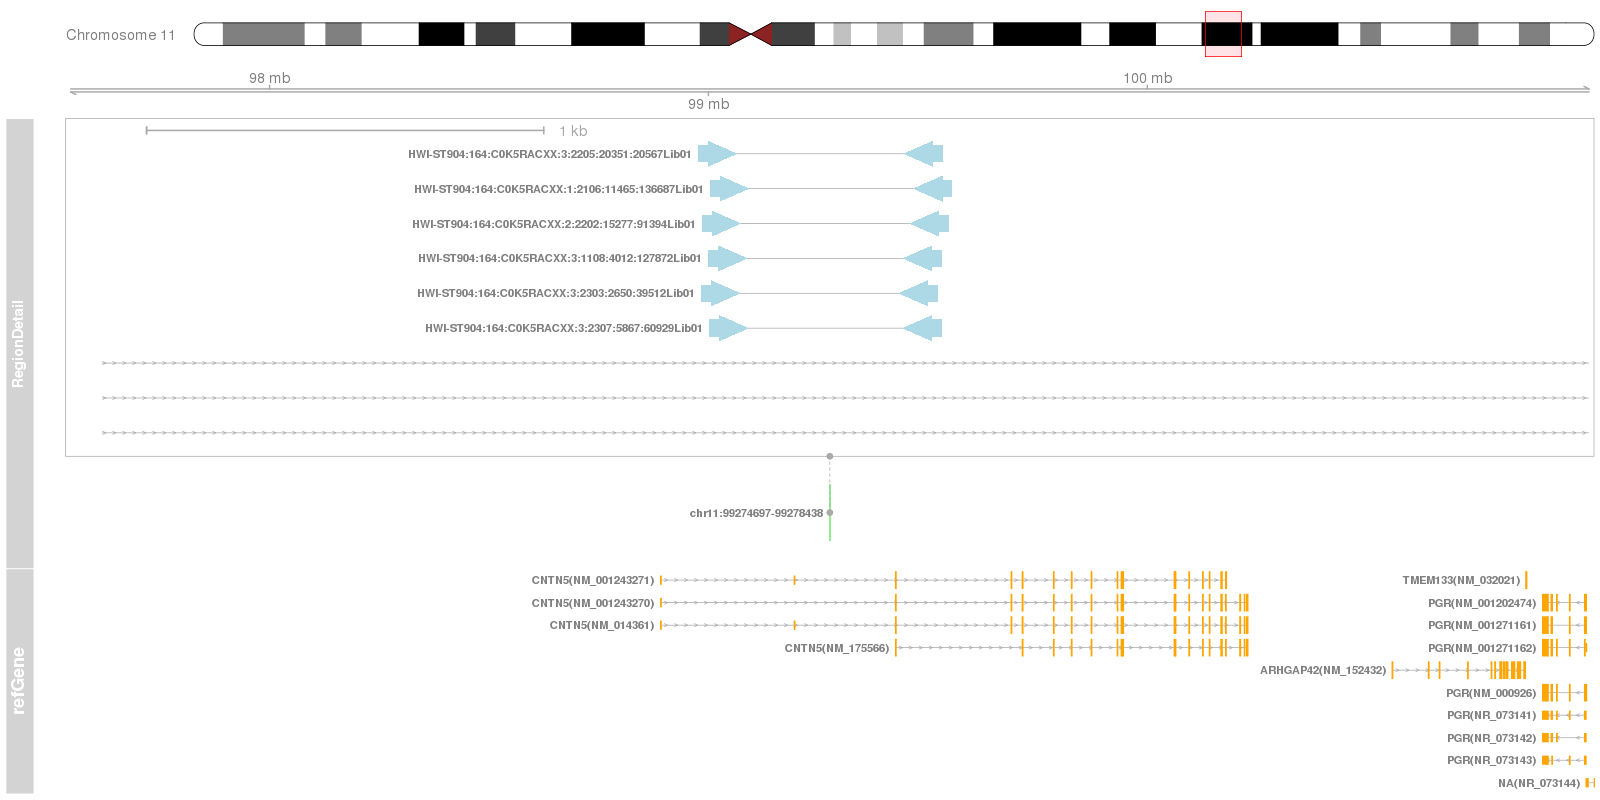 Chromosome 11
98 mb
100 mb
99 mb
1 kb
RegionDetail
HWI-ST904:164:C0K5RACXX:3:2205:20351:20567Lib01
HWI-ST904:164:C0K5RACXX:1:2106:11465:136687Lib01
HWI-ST904:164:C0K5RACXX:2:2202:15277:91394Lib01
HWI-ST904:164:C0K5RACXX:3:1108:4012:127872Lib01
HWI-ST904:164:C0K5RACXX:3:2303:2650:39512Lib01
HWI-ST904:164:C0K5RACXX:3:2307:5867:60929Lib01
chr11:99274697-99278438
refGene
CNTN5(NM_001243271)
TMEM133(NM_032021)
CNTN5(NM_001243270)
PGR(NM_001202474)
CNTN5(NM_014361)
PGR(NM_001271161)
CNTN5(NM_175566)
PGR(NM_001271162)
ARHGAP42(NM_152432)
PGR(NM_000926)
PGR(NR_073141)
PGR(NR_073142)
PGR(NR_073143)
NA(NR_073144)